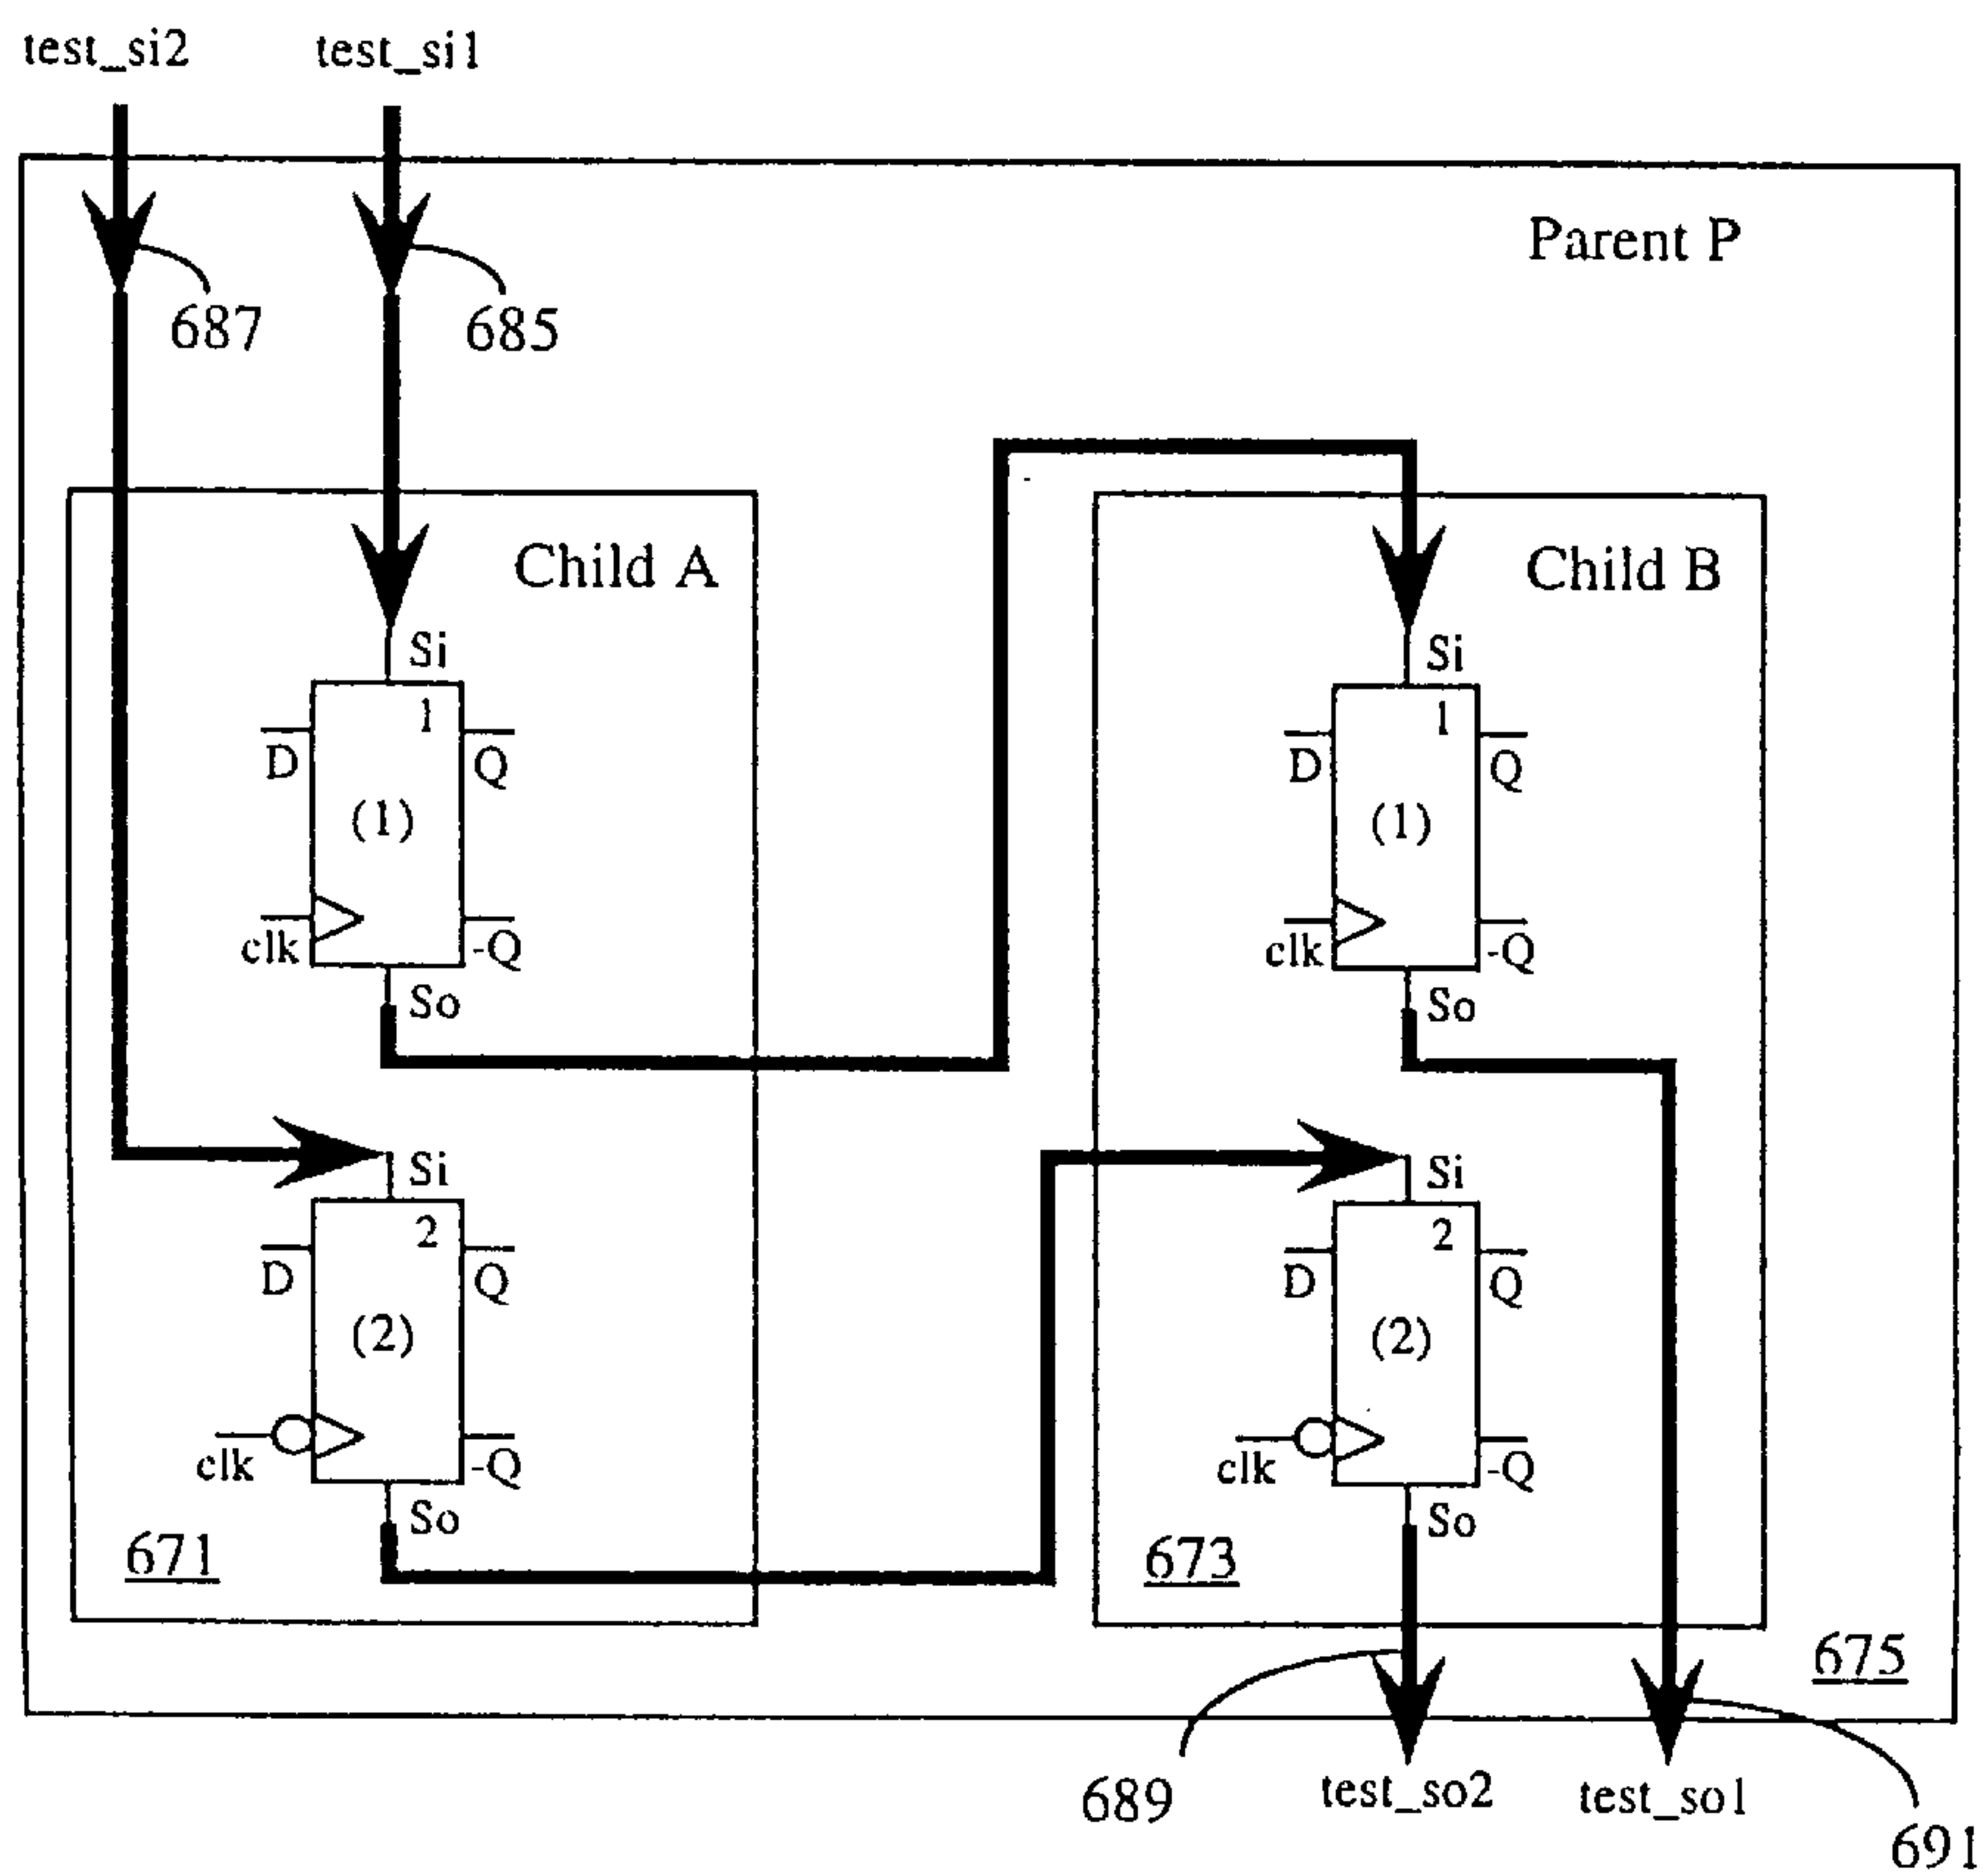 test_si2 test_si1
Parent P
687 685
Child A Child B
Si Si
1 1
D Q D Q
(1) (1)
clk -Q clk -Q
So So
Si Si
2 2
D Q D Q
(2) (2)
clk -Q clk -Q
So So
671 673
675
689 test_so2 test_so1
691